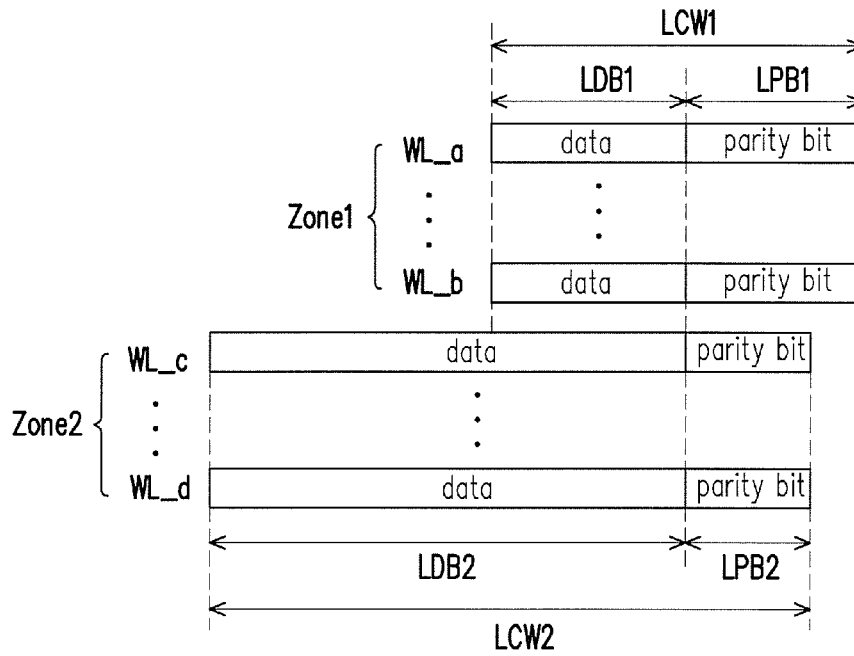 LCW1
LDB1 LPB1
WL_a data parity bit
Zone1
WL_b data parity bit
WL_c data parity bit
Zone2
WL_d data parity bit
LDB2 LPB2
LCW2